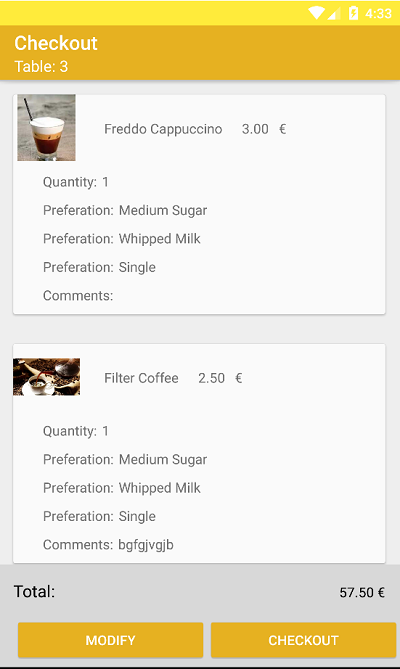 4:33
Checkout
Table: 3
Freddo Cappuccino 3.00 €
Quantity: 1
Preferation: Medium Sugar
Preferation: Whipped Milk
Preferation: Single
Comments:
Filter Coffee 2.50 €
Quantity: 1
Preferation: Medium Sugar
Preferation: Whipped Milk
Preferation: Single
Comments: bgfgjvgjb
Total: 57.50 €
MODIFY CHECKOUT